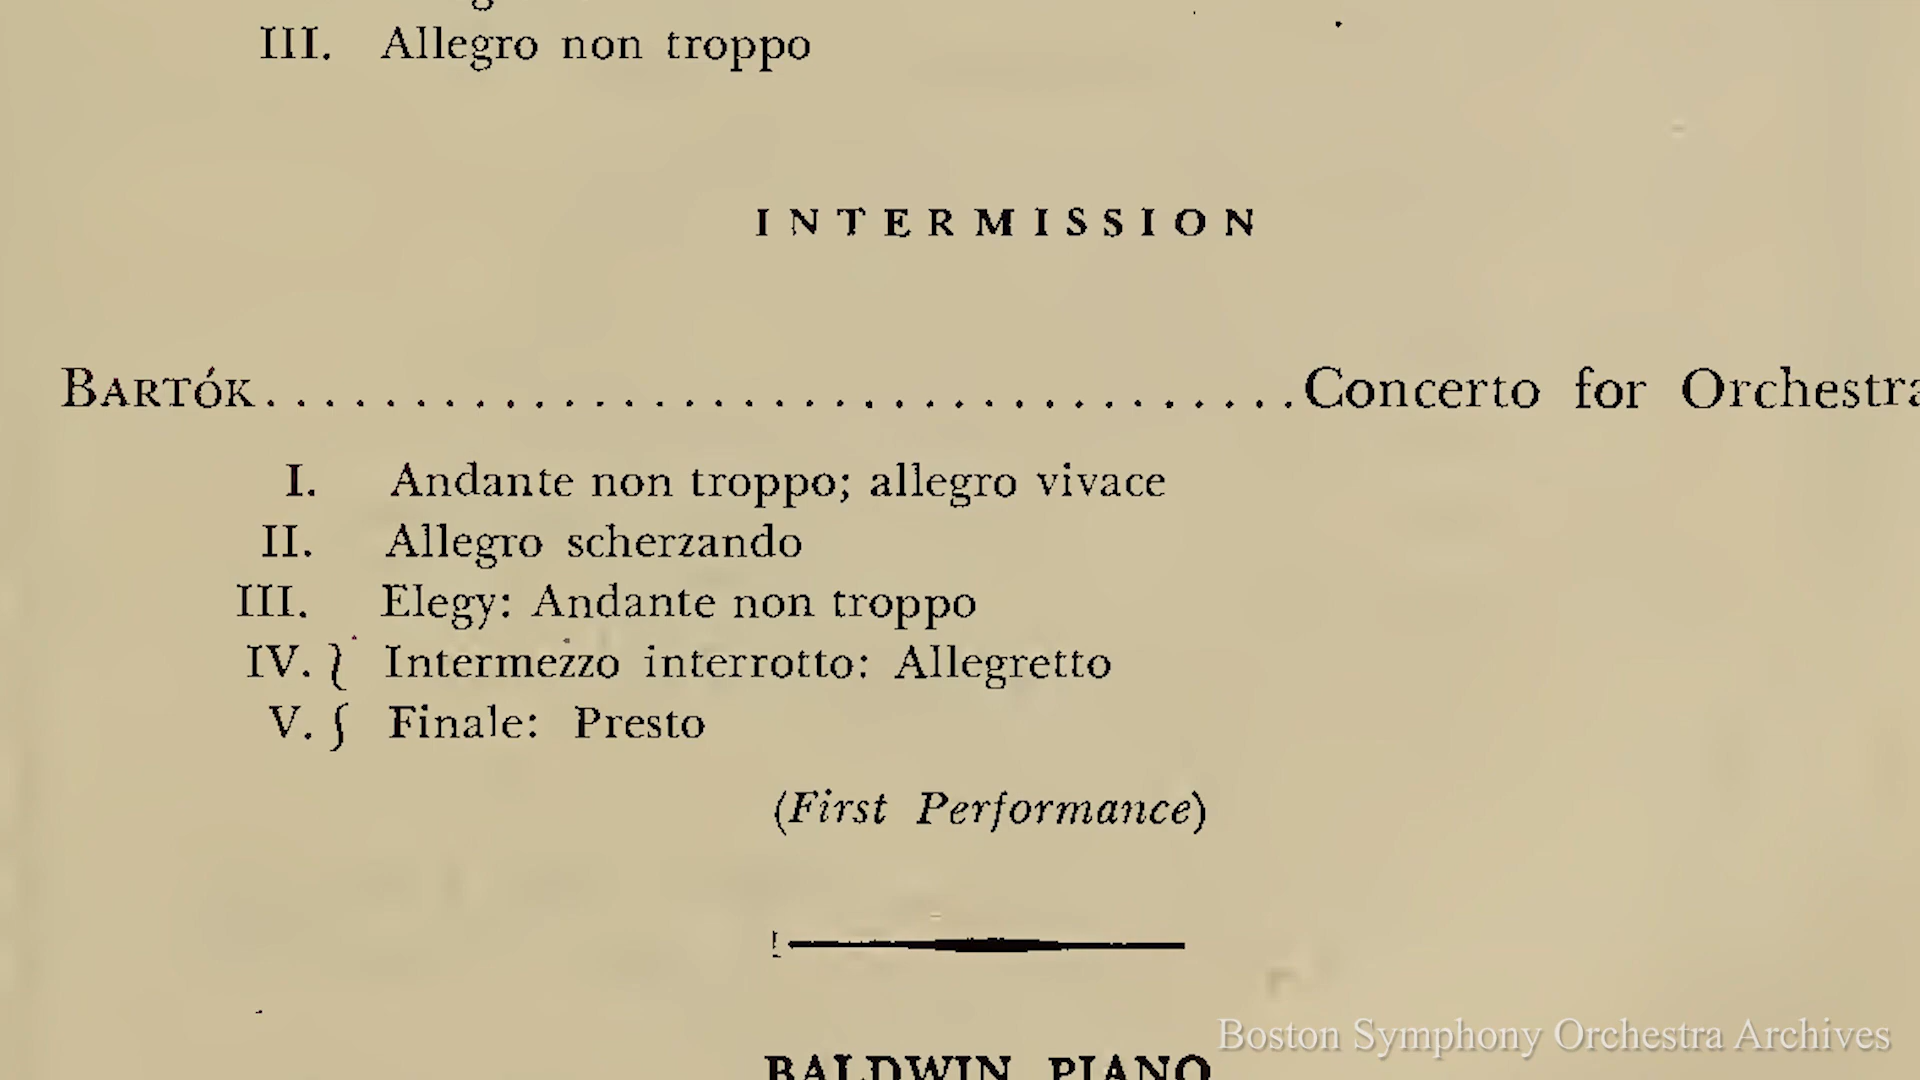 III. Allegro non troppo
INTERMISSION
BARTÓK..................................Concerto for Orchestra
I. Andante non troppo; allegro vivace
II. Allegro scherzando
III. Elegy: Andante non troppo
IV. } Intermezzo interrotto: Allegretto
V. } Finale: Presto
(First Performance)
BALDWIN PIANO
Boston Symphony Orchestra Archives